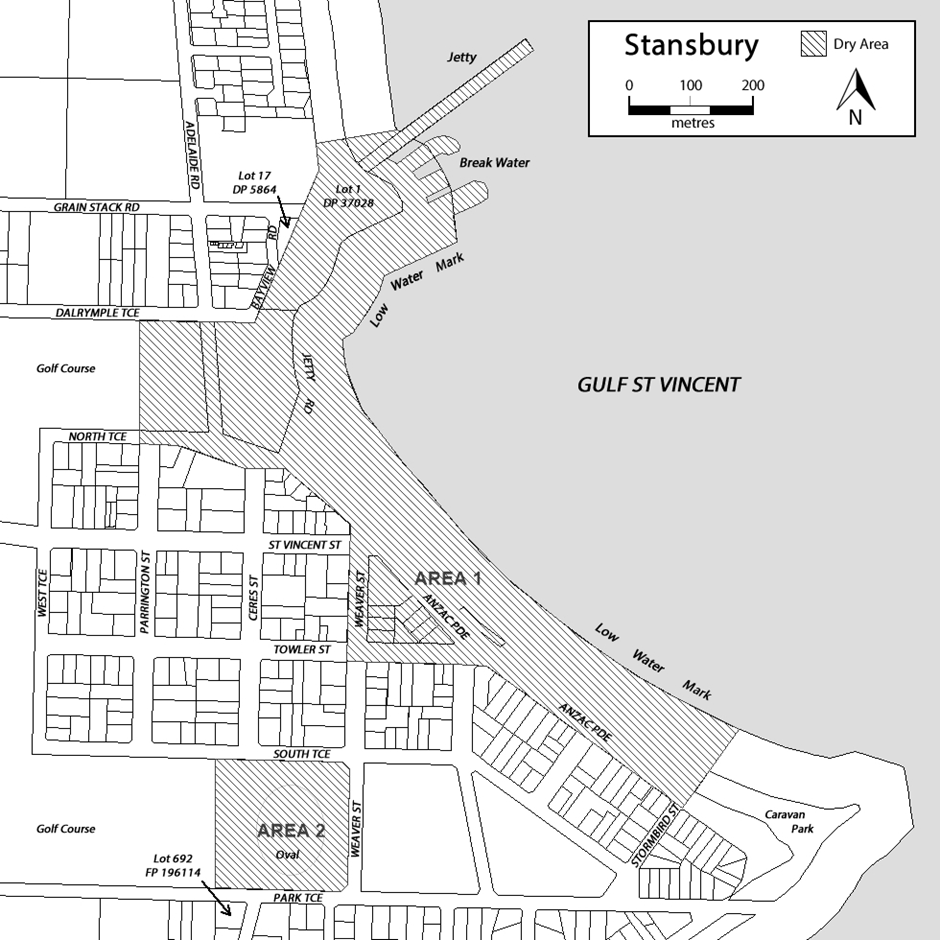 Stansbury
Dry Area
0 100 200
metres
N
Jetty
Break Water
ADELAIDE RD
Lot 17
DP 5864
Lot 1
DP 37028
GRAIN STACK RD
BAYVIEW RD
Low Water Mark
DALRYMPLE TCE
Golf Course
JETTY RD
GULF ST VINCENT
NORTH TCE
ST VINCENT ST
WEST TCE
PARRINGTON ST
CERES ST
WEAVER ST
AREA 1
ANZAC PDE
TOWLER ST
Low Water Mark
ANZAC PDE
SOUTH TCE
Golf Course
AREA 2
Oval
WEAVER ST
STORMBIRD ST
Caravan
Park
Lot 692
FP 196114
PARK TCE